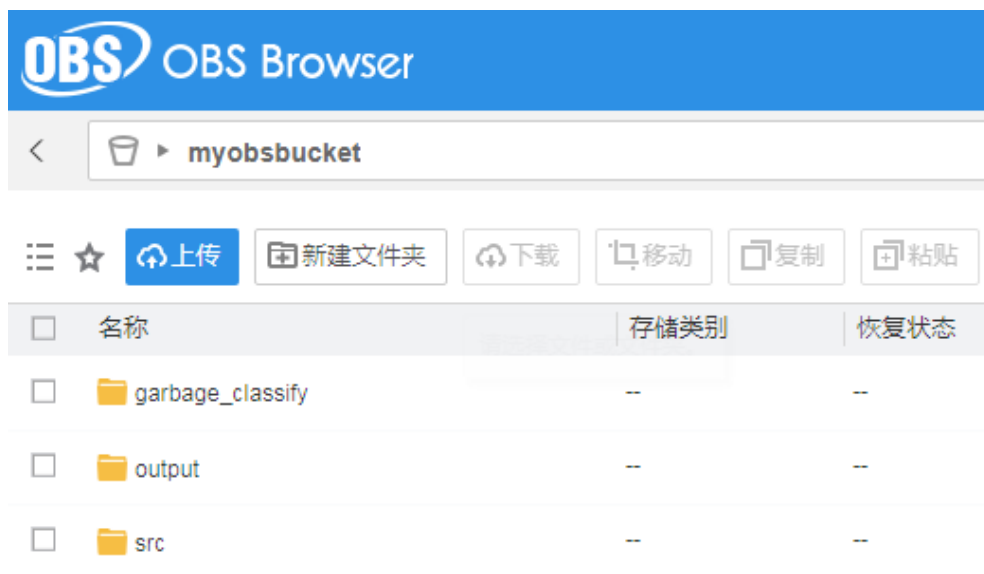 OBS OBS Browser
myobsbucket
上传 新建文件夹 下载 移动 复制 粘贴
名称 存储类别 恢复状态
garbage_classify -- --
output -- --
src -- --